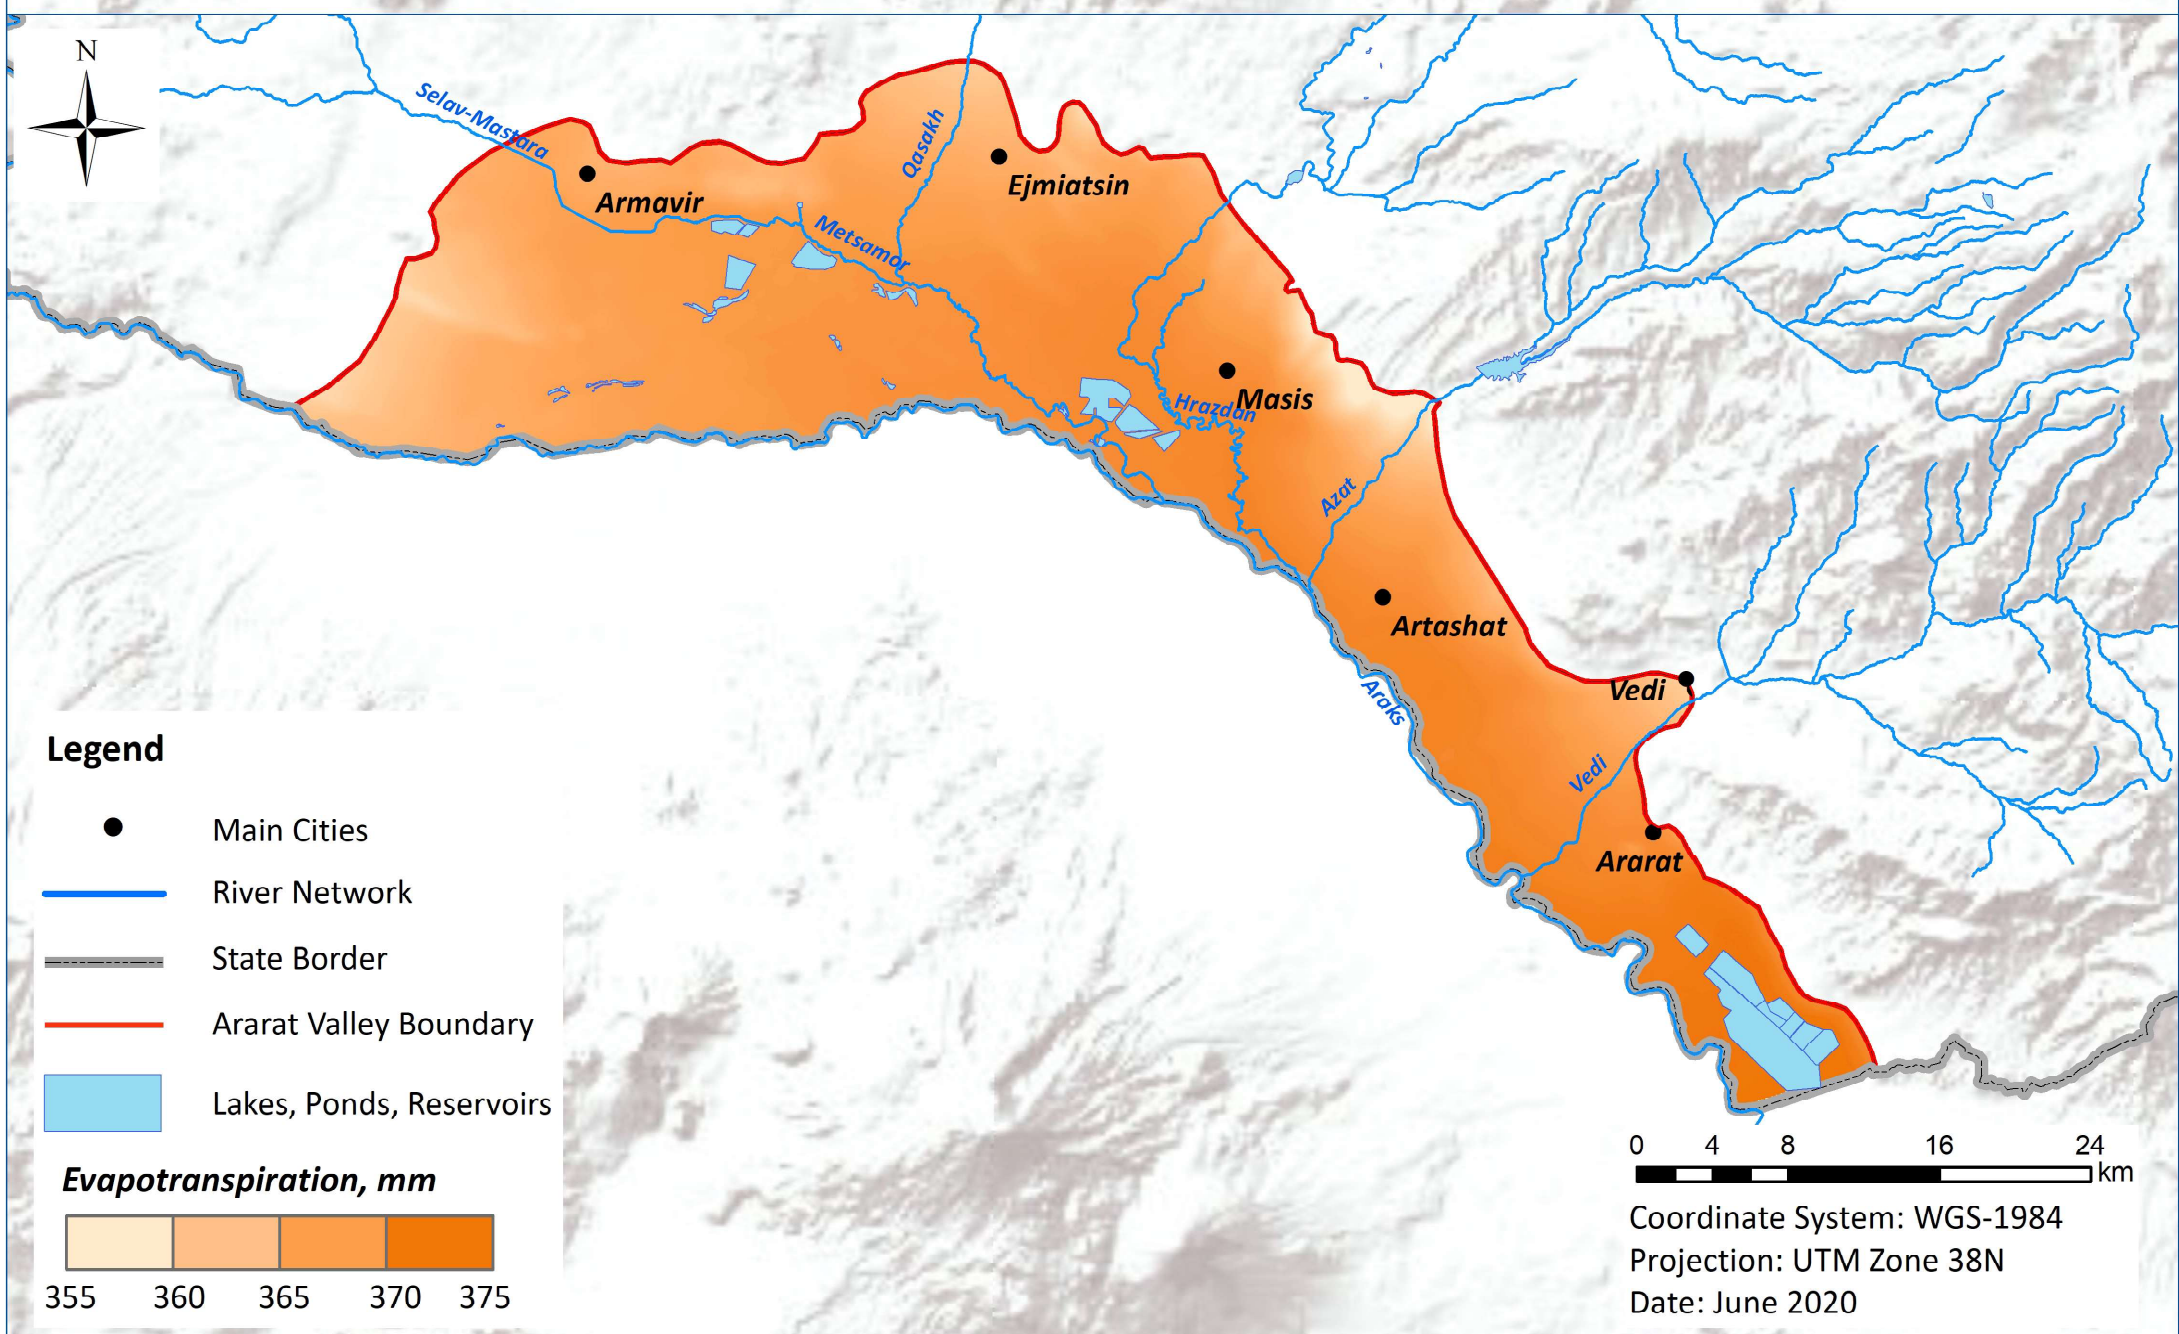 N
Selav-Mastara
Qasakh
Armavir
Ejmiatsin
Metsamor
Masis
Hrazdan
Azat
Artashat
Araks
Vedi
Vedi
Ararat
Legend
Main Cities
River Network
State Border
Ararat Valley Boundary
Lakes, Ponds, Reservoirs
Evapotranspiration, mm
355 360 365 370 375
0 4 8 16 24
km
Coordinate System: WGS-1984
Projection: UTM Zone 38N
Date: June 2020